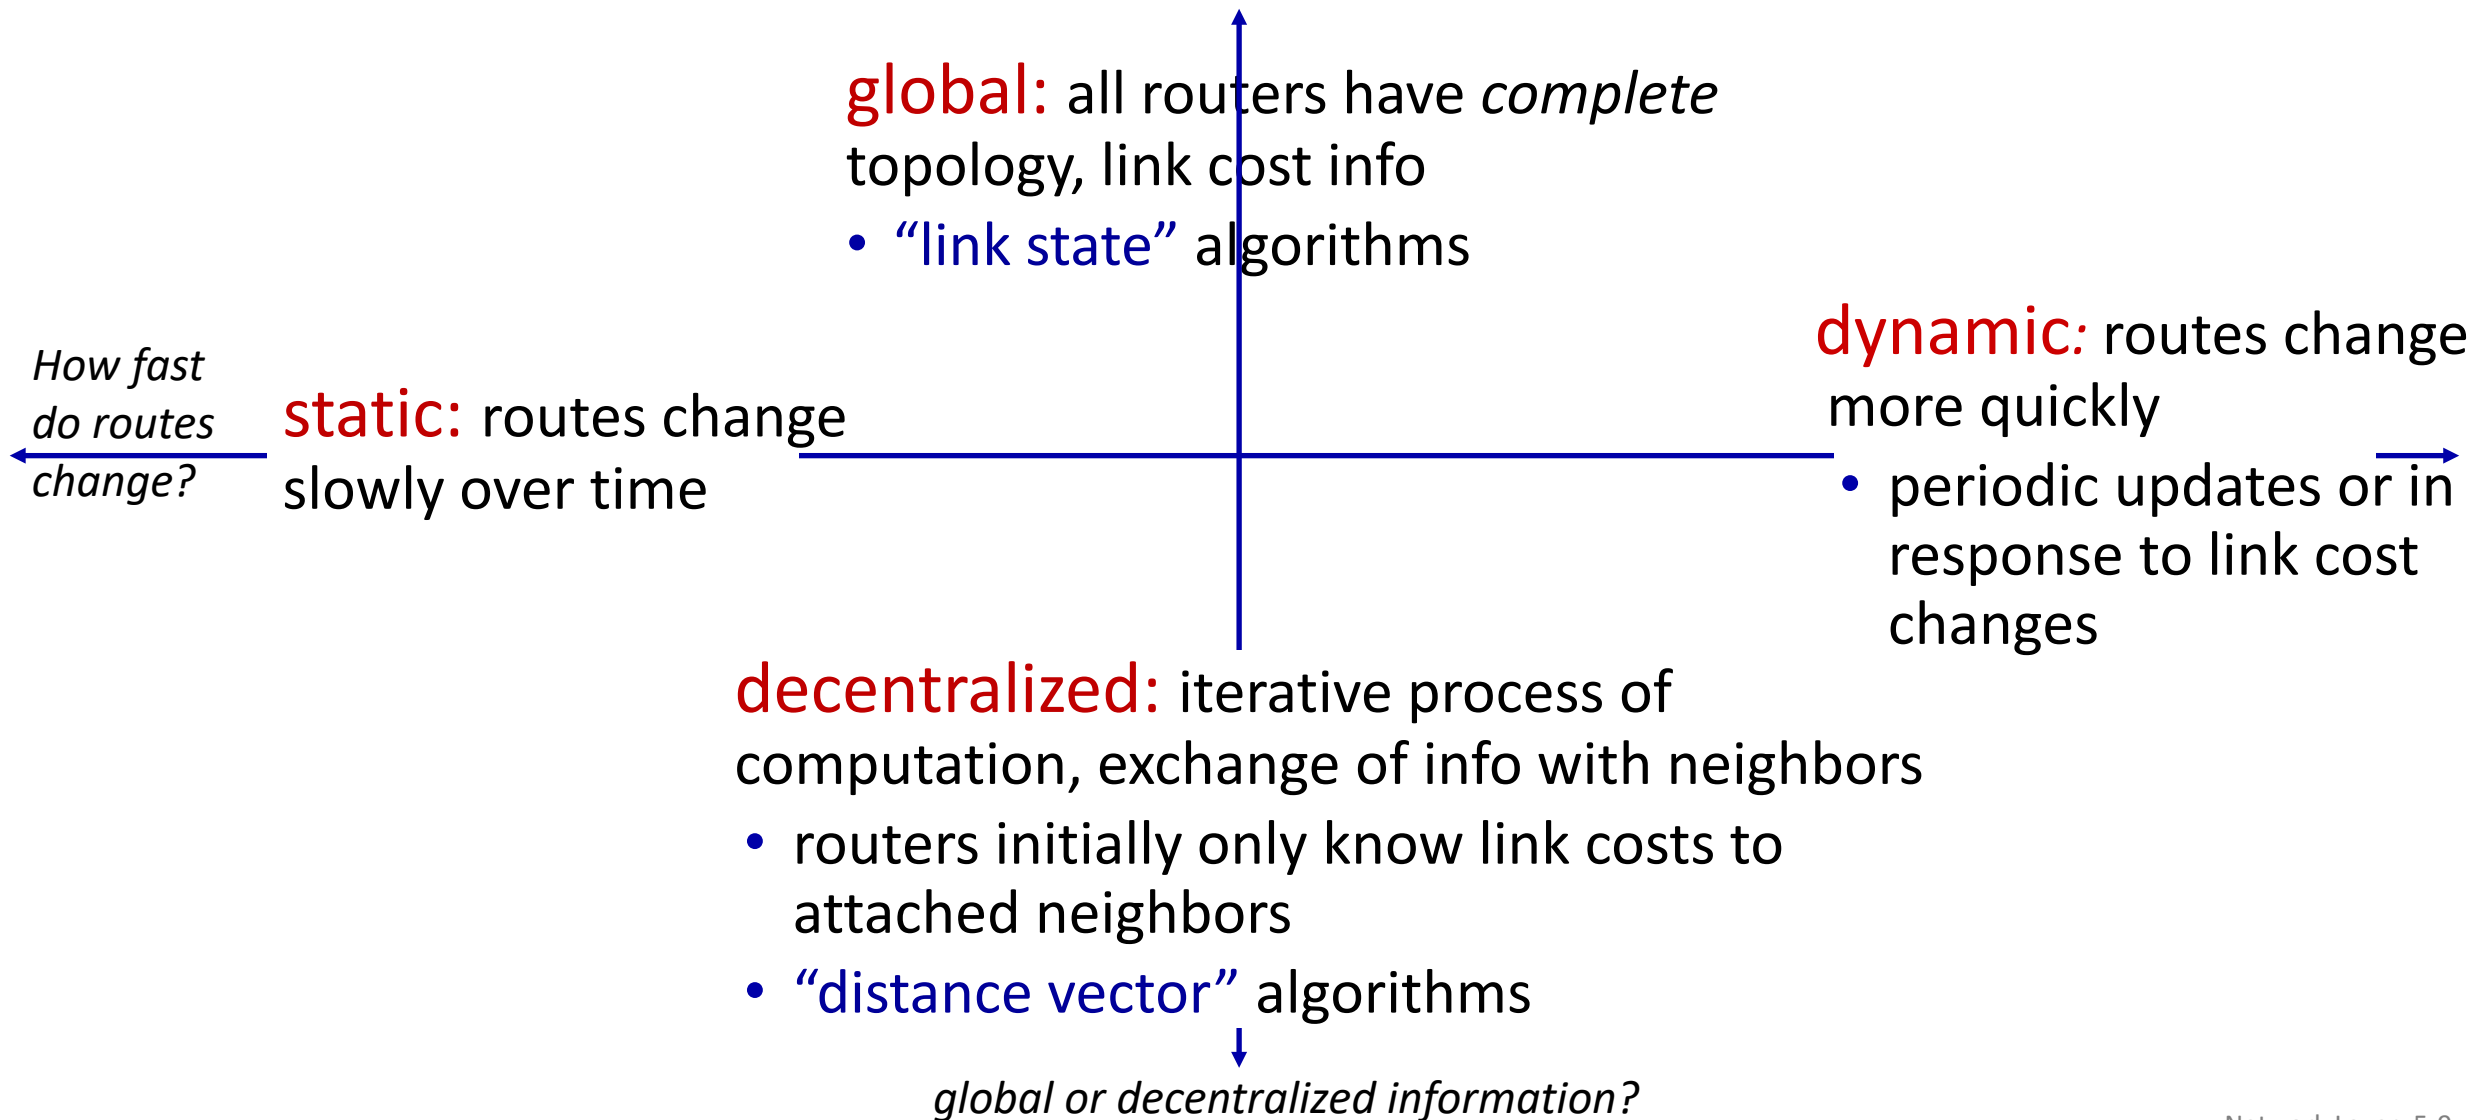 global: all routers have complete
topology, link cost info
• “link state” algorithms
How fast
do routes
change?
static: routes change
slowly over time
dynamic: routes change
more quickly
• periodic updates or in
response to link cost
changes
decentralized: iterative process of
computation, exchange of info with neighbors
• routers initially only know link costs to
attached neighbors
• “distance vector” algorithms
global or decentralized information?